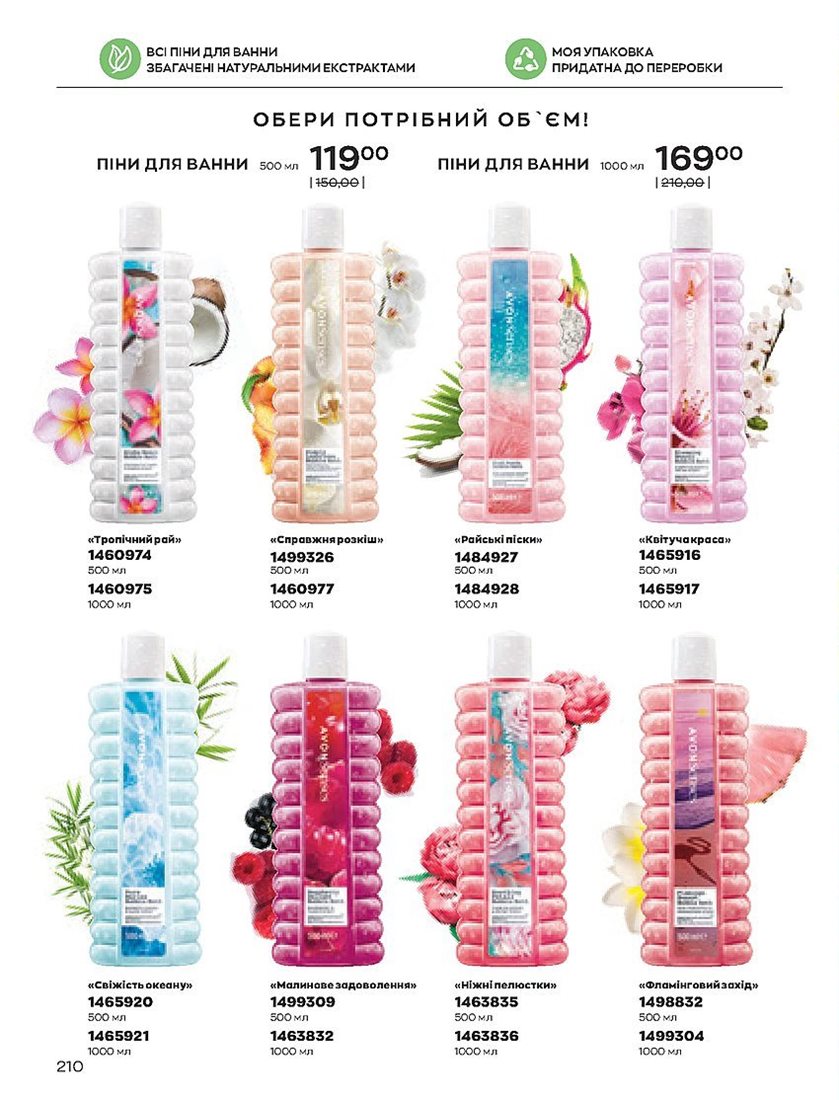 ВСІ ПІНИ ДЛЯ ВАННИ
ЗБАГАЧЕНІ НАТУРАЛЬНИМИ ЕКСТРАКТАМИ
МОЯ УПАКОВКА
ПРИДАТНА ДО ПЕРЕРОБКИ
ОБЕРИ ПОТРІБНИЙ ОБ`ЄМ!
ПІНИ ДЛЯ ВАННИ 500 мл 119⁰⁰
|150,00|
ПІНИ ДЛЯ ВАННИ 1000 мл 169⁰⁰
|210,00|
«Тропічний рай»
1460974
500 мл
1460975
1000 мл
«Справжня розкіш»
1499326
500 мл
1460977
1000 мл
«Райські піски»
1484927
500 мл
1484928
1000 мл
«Квітуча краса»
1465916
500 мл
1465917
1000 мл
«Свіжість океану»
1465920
500 мл
1465921
1000 мл
«Малинове задоволення»
1499309
500 мл
1463832
1000 мл
«Ніжні пелюстки»
1463835
500 мл
1463836
1000 мл
«Фламінговий захід»
1498832
500 мл
1499304
1000 мл
210